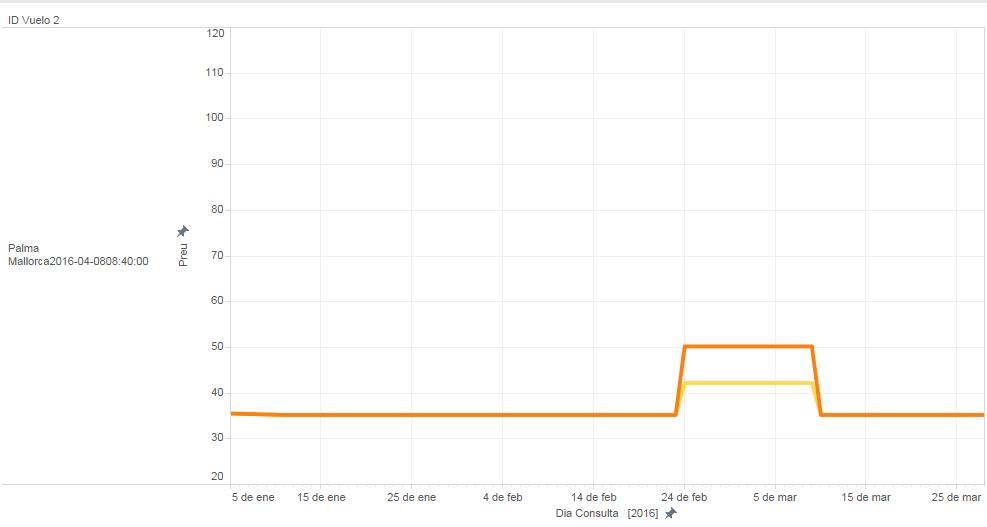 ID Vuelo 2
120
110
100
90
80
70
60
50
40
30
20
Preu
Palma
Mallorca2016-04-0808:40:00
5 de ene 15 de ene 25 de ene 4 de feb 14 de feb 24 de feb 5 de mar 15 de mar 25 de mar
Dia Consulta [2016]